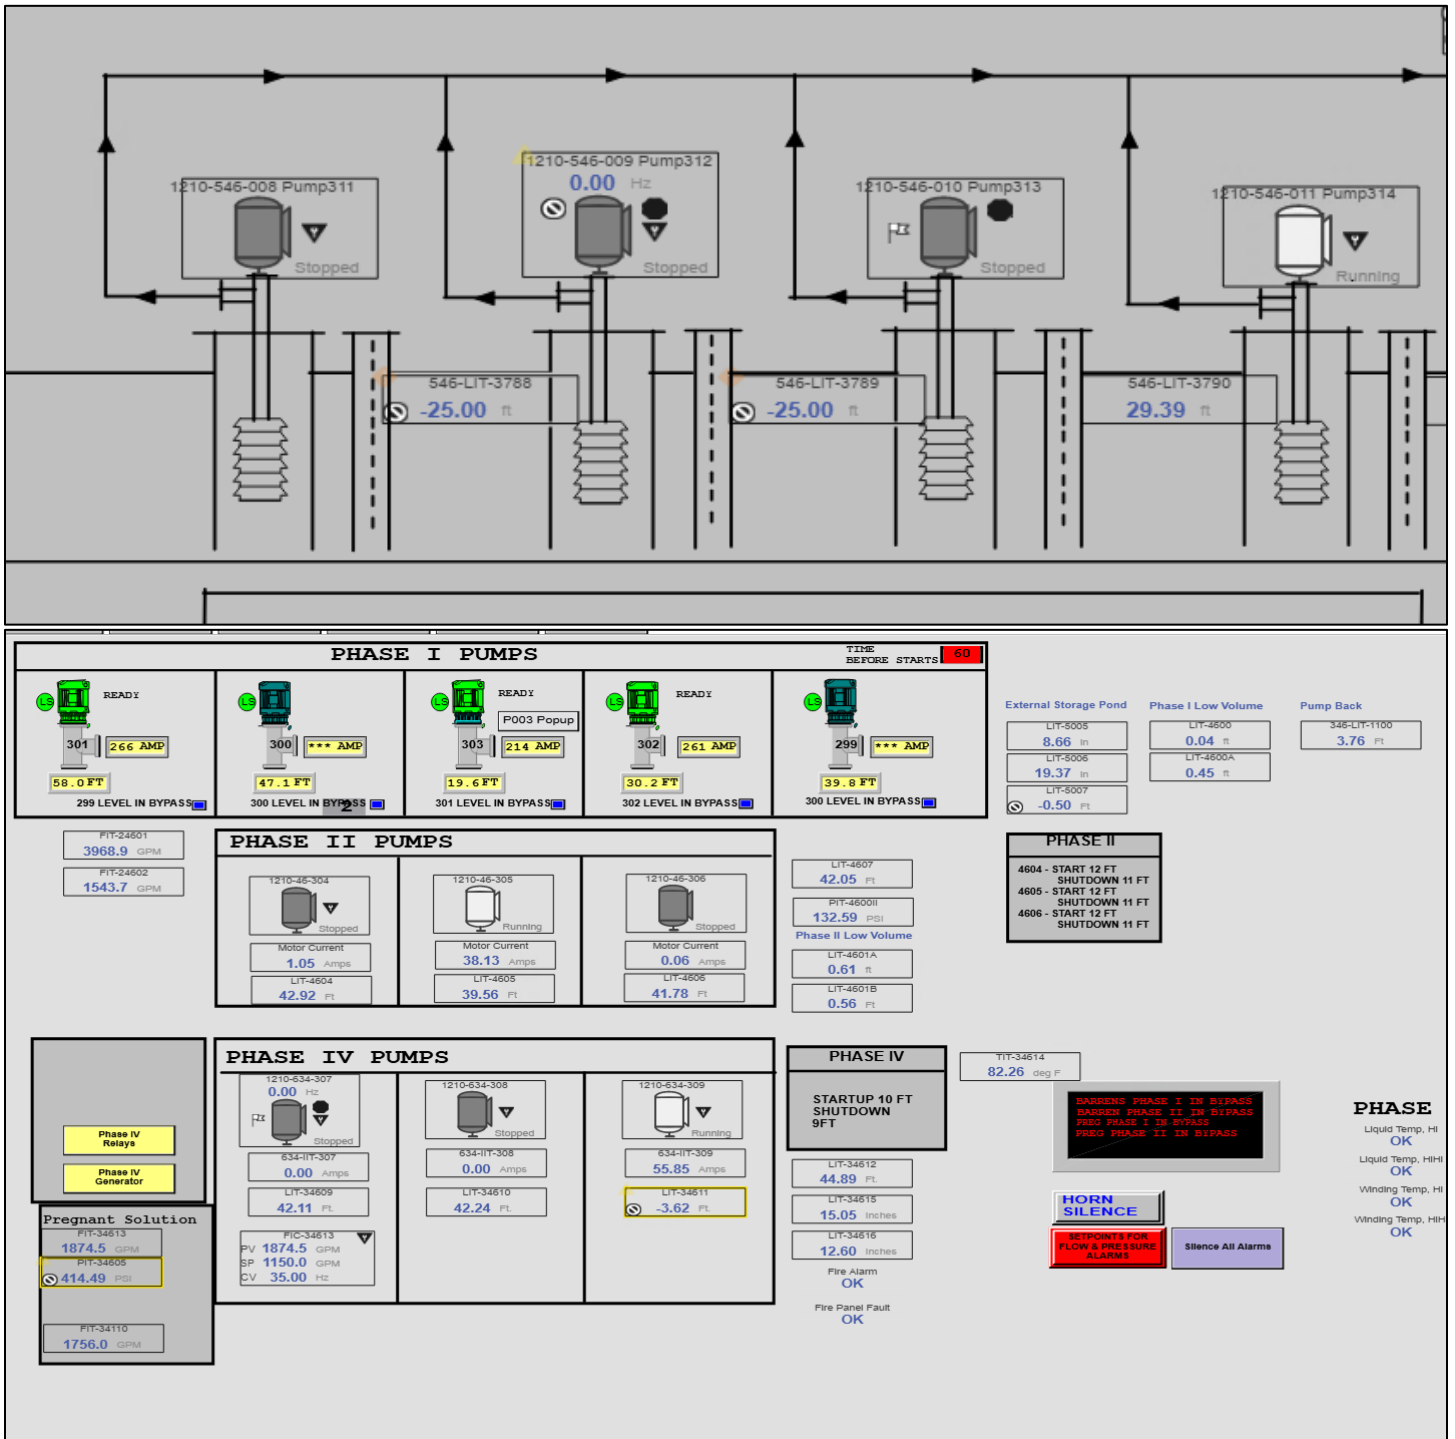 1210-546-008 Pump311
Stopped
1210-546-009 Pump312
0.00 Hz
Stopped
1210-546-010 Pump313
Stopped
1210-546-011 Pump314
Running
546-LIT-3788
-25.00 ft
546-LIT-3789
-25.00 ft
546-LIT-3790
29.39 ft
PHASE I PUMPS
TIME
BEFORE STARTS 60
LS READY
301 266 AMP
58.0 FT
299 LEVEL IN BYPASS
LS
300 *** AMP
47.1 FT
300 LEVEL IN BYPASS
2
LS READY
P003 Popup
303 214 AMP
19.6 FT
301 LEVEL IN BYPASS
LS READY
302 261 AMP
30.2 FT
302 LEVEL IN BYPASS
LS
299 *** AMP
39.8 FT
300 LEVEL IN BYPASS
External Storage Pond
LIT-5005
8.66 In
LIT-5006
19.37 In
LIT-5007
-0.50 Ft
Phase I Low Volume
LIT-4600
0.04 ft
LIT-4600A
0.45 ft
Pump Back
346-LIT-1100
3.76 Ft
FIT-24601
3968.9 GPM
FIT-24602
1543.7 GPM
PHASE II PUMPS
1210-46-304
Stopped
Motor Current
1.05 Amps
LIT-4604
42.92 Ft
1210-46-305
Running
Motor Current
38.13 Amps
LIT-4605
39.56 Ft
1210-46-306
Stopped
Motor Current
0.06 Amps
LIT-4606
41.78 Ft
LIT-4607
42.05 Ft
PIT-4600II
132.59 PSI
Phase II Low Volume
LIT-4601A
0.61 ft
LIT-4601B
0.56 Ft
PHASE II
4604 - START 12 FT
SHUTDOWN 11 FT
4605 - START 12 FT
SHUTDOWN 11 FT
4606 - START 12 FT
SHUTDOWN 11 FT
Phase IV
Relays
Phase IV
Generator
Pregnant Solution
FIT-34613
1874.5 GPM
PIT-34605
414.49 PSI
FIT-34110
1756.0 GPM
PHASE IV PUMPS
1210-634-307
0.00 Hz
Stopped
634-IIT-307
0.00 Amps
LIT-34609
42.11 Ft.
FIC-34613
PV 1874.5 GPM
SP 1150.0 GPM
CV 35.00 Hz
1210-634-308
Stopped
634-IIT-308
0.00 Amps
LIT-34610
42.24 Ft.
1210-634-309
Running
634-IIT-309
55.85 Amps
LIT-34611
-3.62 Ft.
PHASE IV
STARTUP 10 FT
SHUTDOWN
9FT
LIT-34612
44.89 Ft.
LIT-34615
15.05 Inches
LIT-34616
12.60 Inches
Fire Alarm
OK
Fire Panel Fault
OK
TIT-34614
82.26 deg F
BARRENS PHASE I IN BYPASS
BARREN PHASE II IN BYPASS
PREG PHASE I IN BYPASS
PREG PHASE II IN BYPASS
HORN
SILENCE
SETPOINTS FOR
FLOW & PRESSURE
ALARMS
Silence All Alarms
PHASE
Liquid Temp, HI
OK
Liquid Temp, HIHI
OK
Winding Temp, HI
OK
Winding Temp, HIH
OK